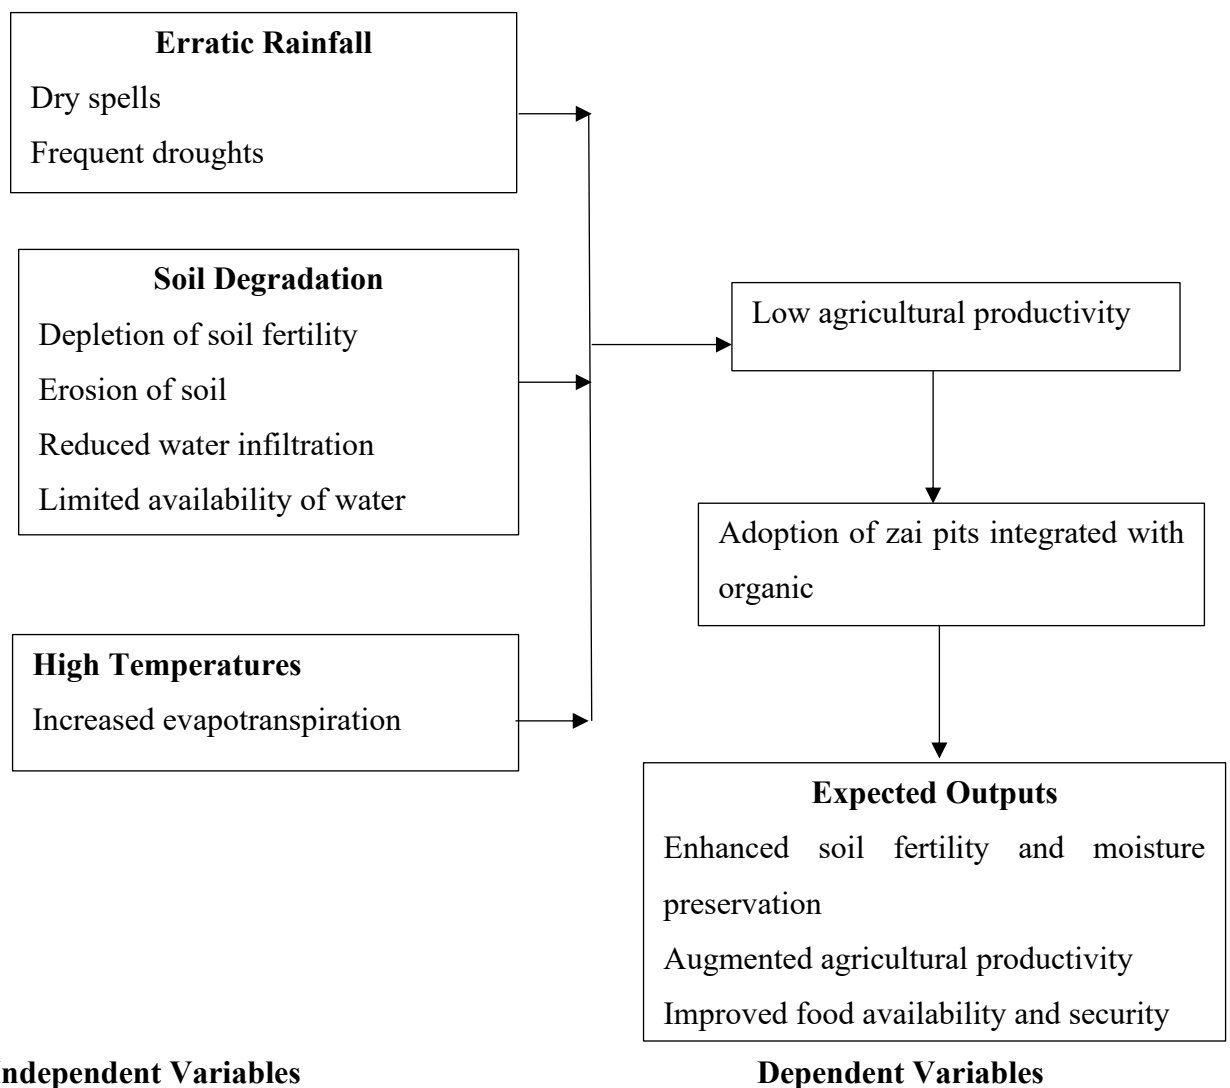 Erratic Rainfall
Dry spells
Frequent droughts
Soil Degradation
Depletion of soil fertility
Erosion of soil
Reduced water infiltration
Limited availability of water
High Temperatures
Increased evapotranspiration
Low agricultural productivity
Adoption of zai pits integrated with
organic
Expected Outputs
Enhanced soil fertility and moisture
preservation
Augmented agricultural productivity
Improved food availability and security
Independent Variables
Dependent Variables